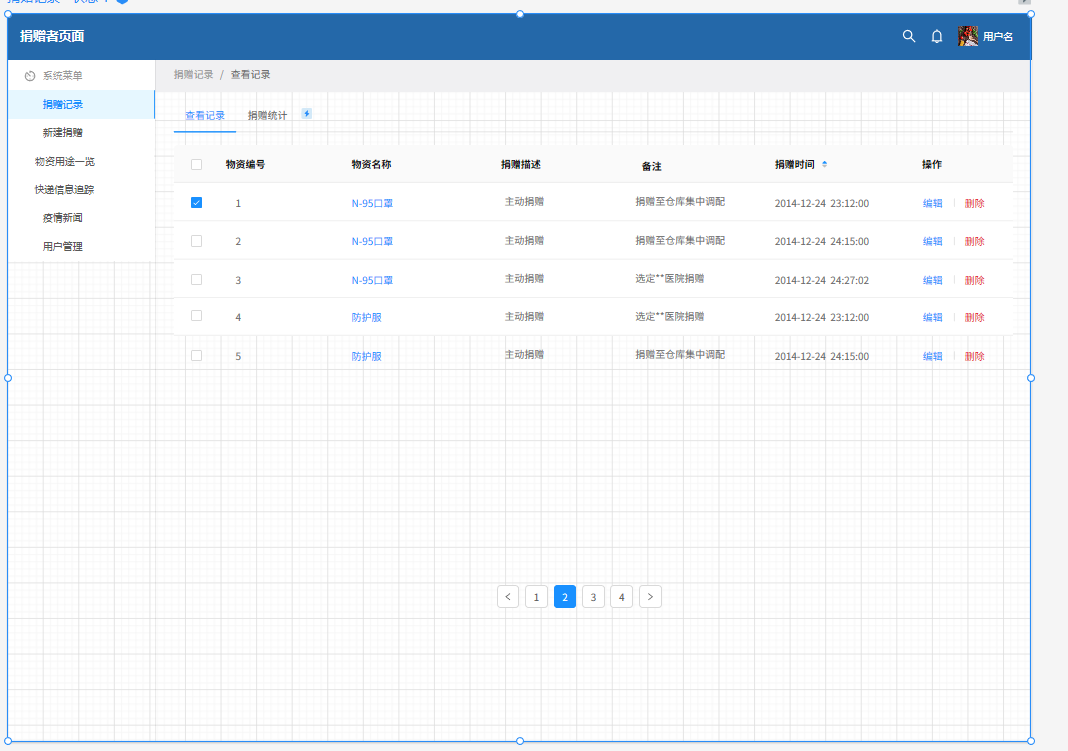 捐赠者页面
用户名
系统菜单
捐赠记录
新建捐赠
物资用途一览
快递信息追踪
疫情新闻
用户管理
捐赠记录 / 查看记录
查看记录 捐赠统计
物资编号 物资名称 捐赠描述 备注 捐赠时间 操作
1 N-95口罩 主动捐赠 捐赠至仓库集中调配 2014-12-24 23:12:00 编辑 删除
2 N-95口罩 主动捐赠 捐赠至仓库集中调配 2014-12-24 24:15:00 编辑 删除
3 N-95口罩 主动捐赠 选定**医院捐赠 2014-12-24 24:27:02 编辑 删除
4 防护服 主动捐赠 选定**医院捐赠 2014-12-24 23:12:00 编辑 删除
5 防护服 主动捐赠 捐赠至仓库集中调配 2014-12-24 24:15:00 编辑 删除
< 1 2 3 4 >